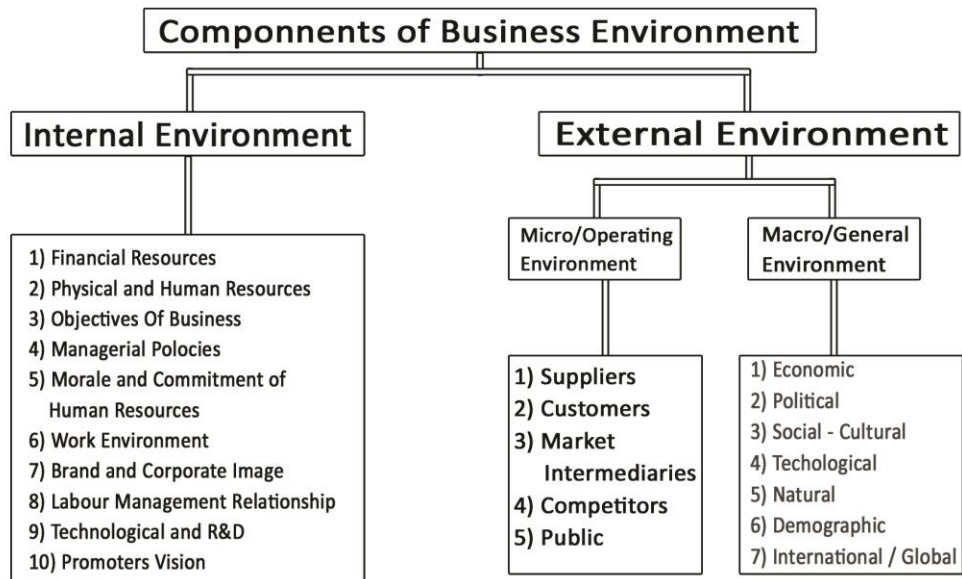 Componnents of Business Environment
Internal Environment
External Environment
1) Financial Resources
2) Physical and Human Resources
3) Objectives Of Business
4) Managerial Polocies
5) Morale and Commitment of
Human Resources
6) Work Environment
7) Brand and Corporate Image
8) Labour Management Relationship
9) Technological and R&D
10) Promoters Vision
Micro/Operating
Environment
1) Suppliers
2) Customers
3) Market
Intermediaries
4) Competitors
5) Public
Macro/General
Environment
1) Economic
2) Political
3) Social - Cultural
4) Techological
5) Natural
6) Demographic
7) International / Global